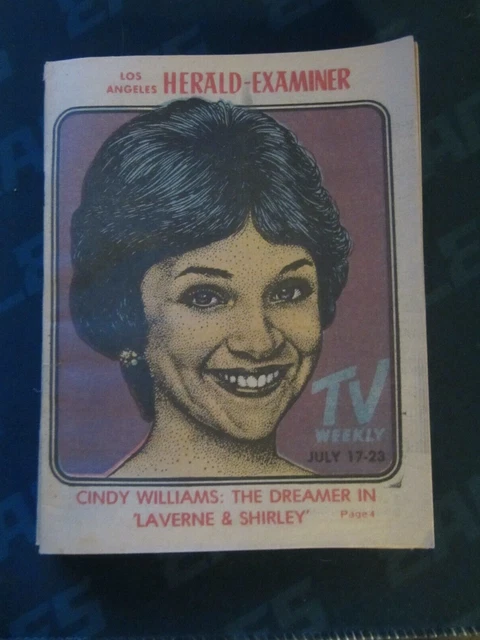 LOS
ANGELES HERALD-EXAMINER
TV
WEEKLY
JULY 17-23
CINDY WILLIAMS: THE DREAMER IN
'LAVERNE & SHIRLEY' Page 4